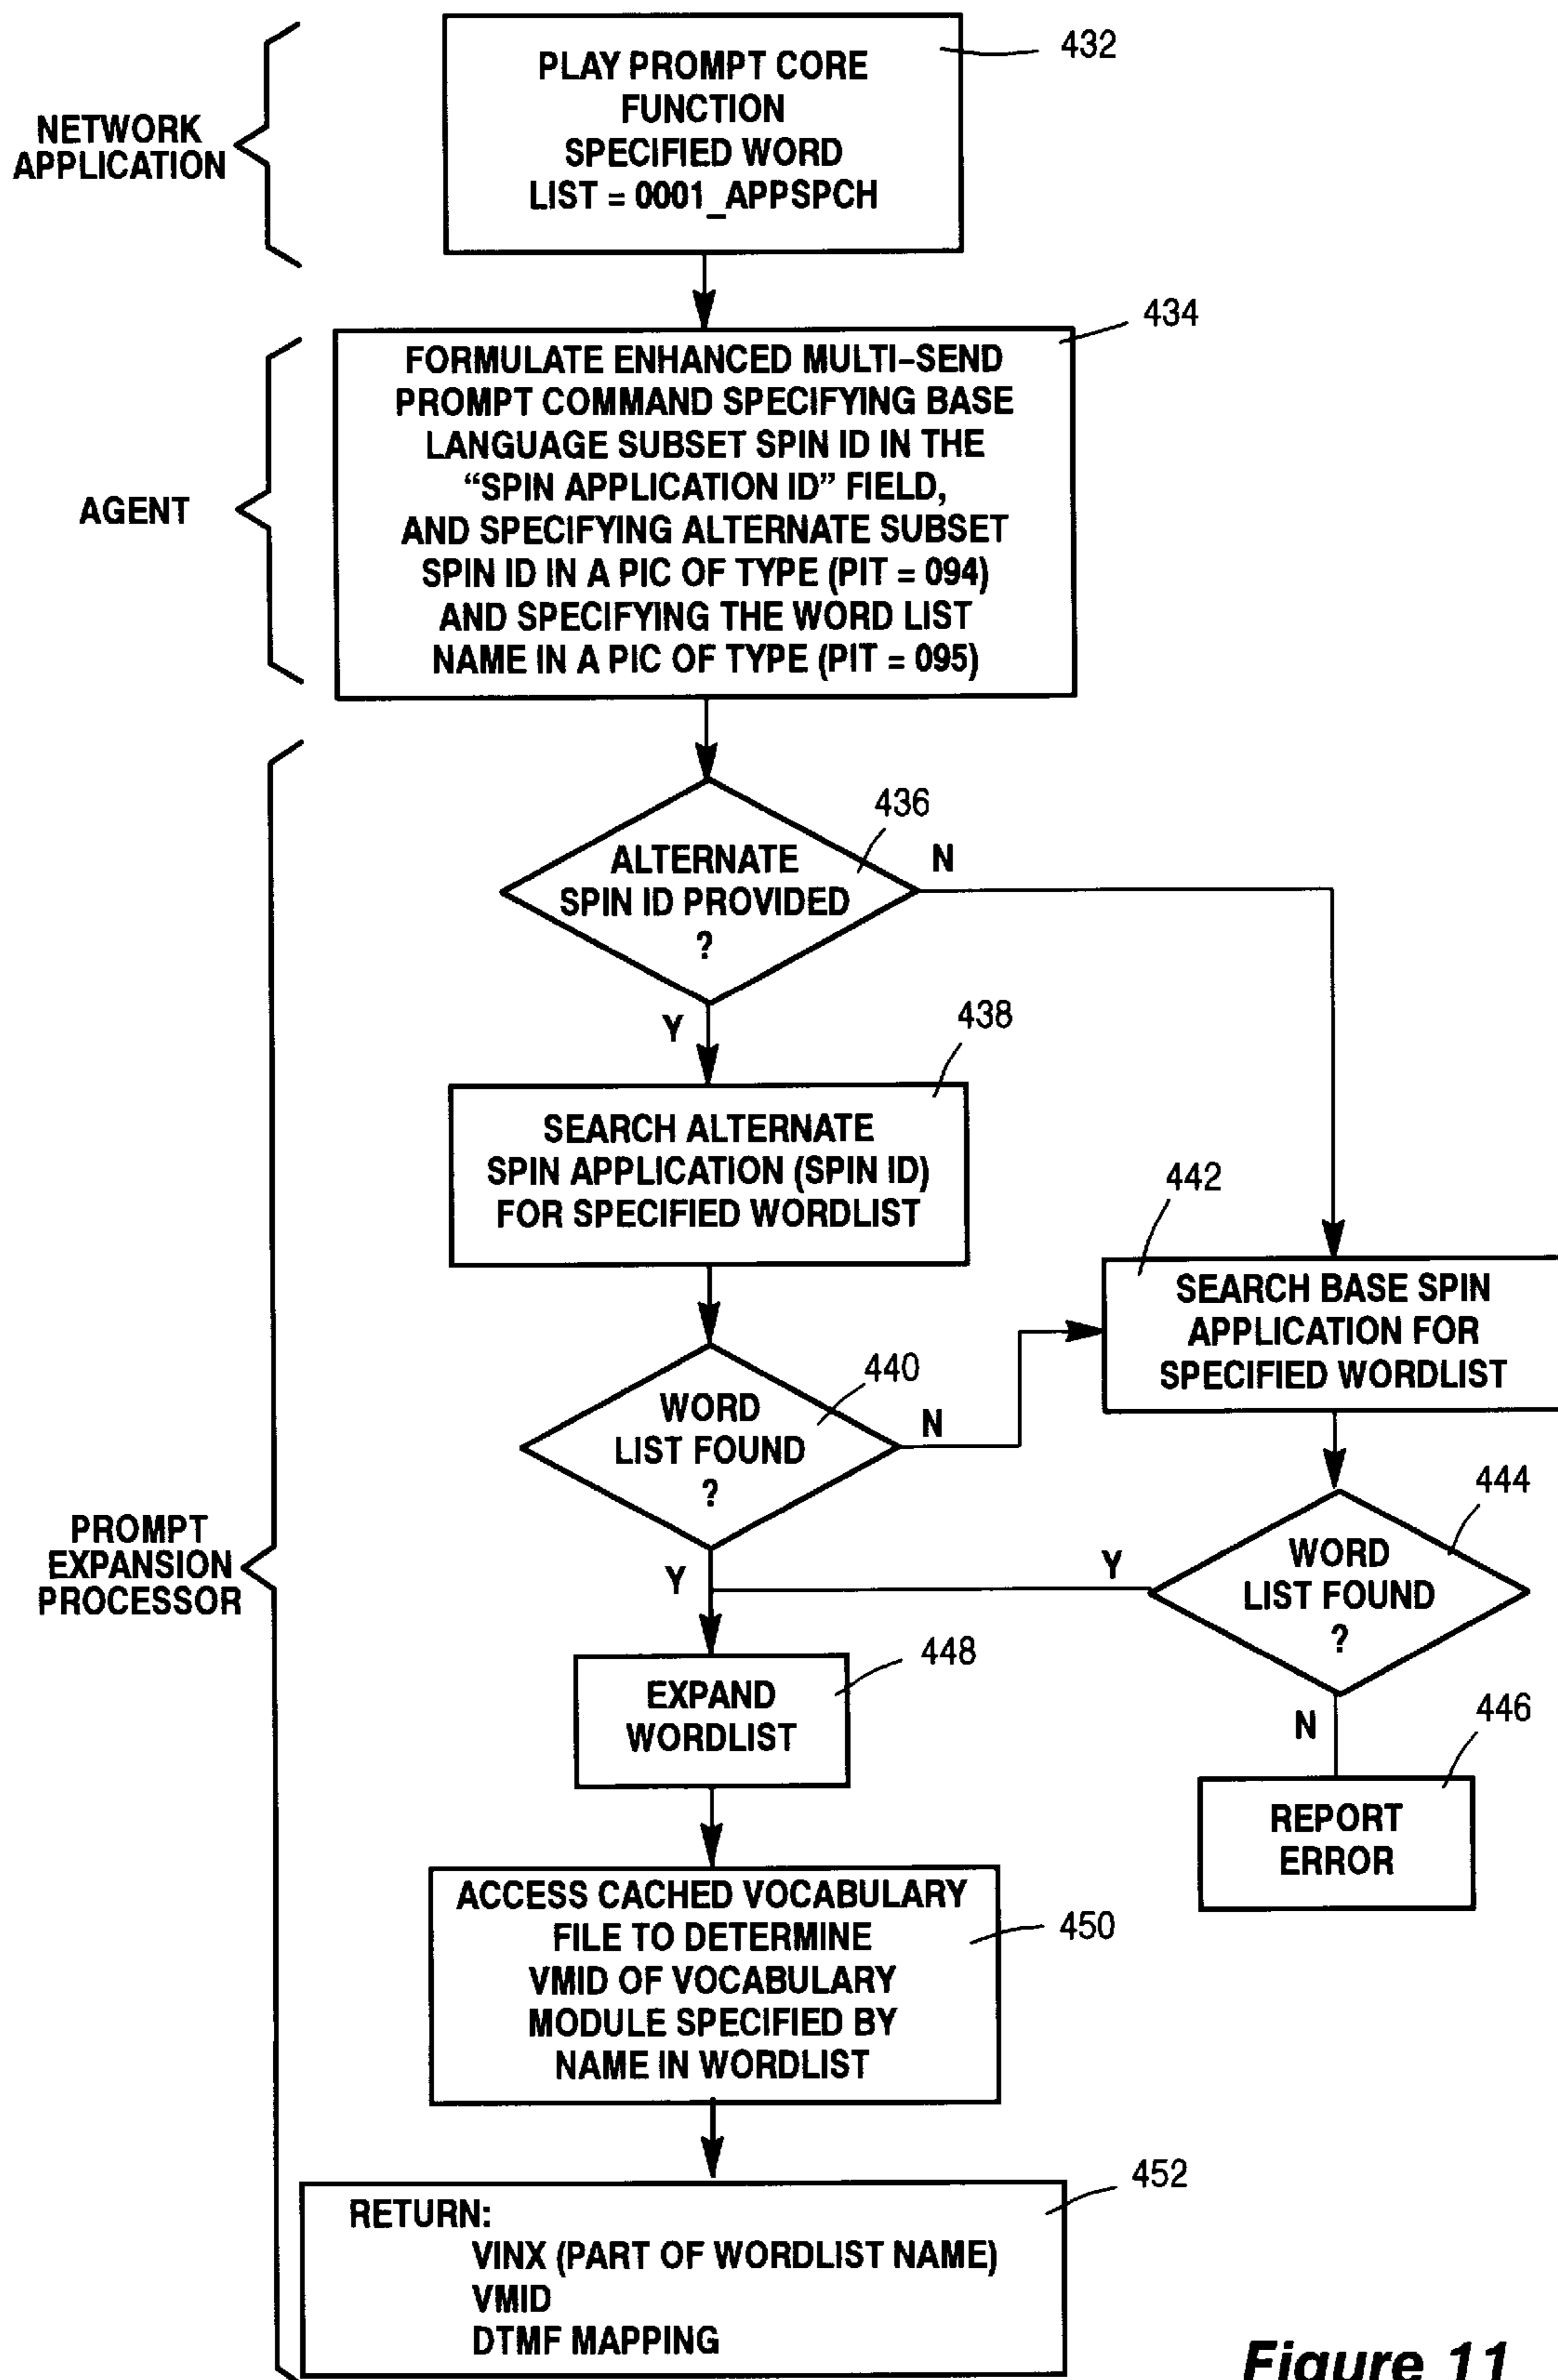 432
PLAY PROMPT CORE
FUNCTION
SPECIFIED WORD
LIST = 0001_APPSPCH
NETWORK
APPLICATION
434
FORMULATE ENHANCED MULTI-SEND
PROMPT COMMAND SPECIFYING BASE
LANGUAGE SUBSET SPIN ID IN THE
“SPIN APPLICATION ID” FIELD,
AND SPECIFYING ALTERNATE SUBSET
SPIN ID IN A PIC OF TYPE (PIT = 094)
AND SPECIFYING THE WORD LIST
NAME IN A PIC OF TYPE (PIT = 095)
AGENT
436
ALTERNATE
SPIN ID PROVIDED
?
N
Y
438
SEARCH ALTERNATE
SPIN APPLICATION (SPIN ID)
FOR SPECIFIED WORDLIST
442
SEARCH BASE SPIN
APPLICATION FOR
SPECIFIED WORDLIST
440
WORD
LIST FOUND
?
N
Y
444
WORD
LIST FOUND
?
Y
N
PROMPT
EXPANSION
PROCESSOR
448
EXPAND
WORDLIST
446
REPORT
ERROR
450
ACCESS CACHED VOCABULARY
FILE TO DETERMINE
VMID OF VOCABULARY
MODULE SPECIFIED BY
NAME IN WORDLIST
452
RETURN:
VINX (PART OF WORDLIST NAME)
VMID
DTMF MAPPING
Figure 11